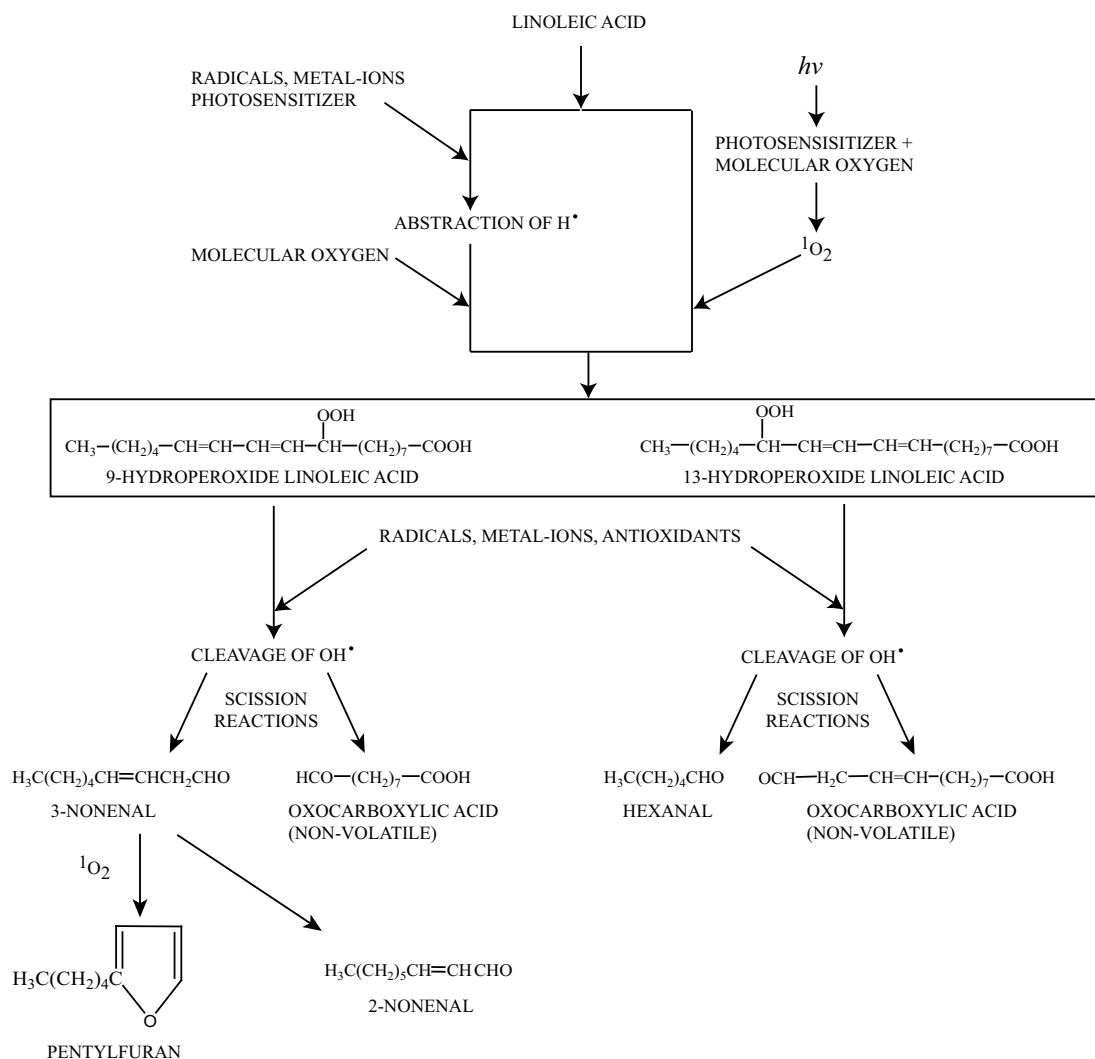 LINOLEIC ACID
hν
RADICALS, METAL-IONS
PHOTOSENSITIZER
PHOTOSENSISITIZER +
MOLECULAR OXYGEN
ABSTRACTION OF H•
MOLECULAR OXYGEN
¹O₂
OOH
CH₃—(CH₂)₄—CH=CH—CH=CH—CH—(CH₂)₇—COOH
9-HYDROPEROXIDE LINOLEIC ACID
OOH
CH₃—(CH₂)₄—CH—CH=CH—CH=CH—(CH₂)₇—COOH
13-HYDROPEROXIDE LINOLEIC ACID
RADICALS, METAL-IONS, ANTIOXIDANTS
CLEAVAGE OF OH•
CLEAVAGE OF OH•
SCISSION
REACTIONS
SCISSION
REACTIONS
H₃C(CH₂)₄CH=CHCH₂CHO
3-NONENAL
HCO—(CH₂)₇—COOH
OXOCARBOXYLIC ACID
(NON-VOLATILE)
H₃C(CH₂)₄CHO
HEXANAL
OCH—H₂C—CH=CH—(CH₂)₇—COOH
OXOCARBOXYLIC ACID
(NON-VOLATILE)
¹O₂
H₃C(CH₂)₄C
O
PENTYLFURAN
H₃C(CH₂)₅CH=CHCHO
2-NONENAL